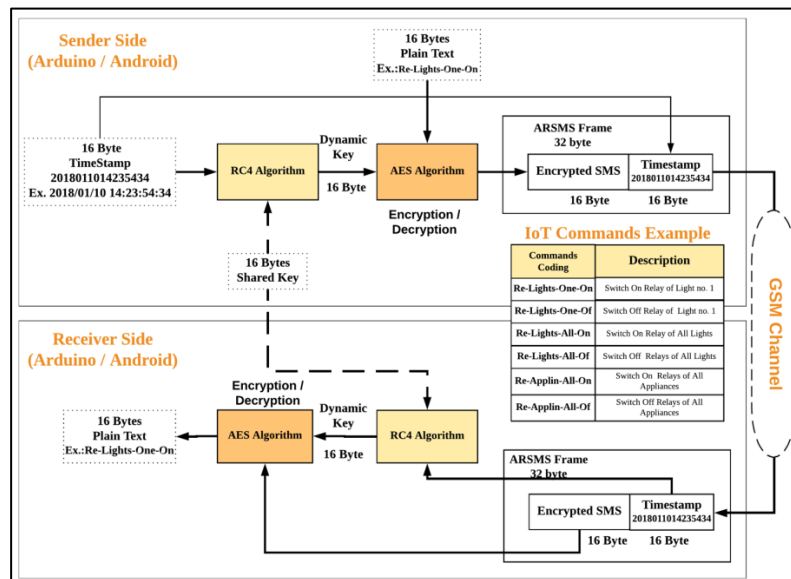 Sender Side
(Arduino / Android)
16 Bytes
Plain Text
Ex.:Re-Lights-One-On
16 Byte
TimeStamp
2018011014235434
Ex. 2018/01/10 14:23:54:34
RC4 Algorithm
Dynamic
Key
16 Byte
AES Algorithm
Encryption /
Decryption
ARSMS Frame
32 byte
Encrypted SMS
Timestamp
2018011014235434
16 Byte
16 Byte
16 Bytes
Shared Key
IoT Commands Example
Commands
Coding
Description
Re-Lights-One-On
Switch On Relay of Light no. 1
Re-Lights-One-Of
Switch Off Relay of Light no. 1
Re-Lights-All-On
Switch On Relay of All Lights
Re-Lights-All-Of
Switch Off Relays of All Lights
Re-Applin-All-On
Switch On Relays of All
Appliances
Re-Applin-All-Of
Switch Off Relays of All
Appliances
GSM Channel
Receiver Side
(Arduino / Android)
16 Bytes
Plain Text
Ex.:Re-Lights-One-On
Encryption /
Decryption
AES Algorithm
Dynamic
Key
16 Byte
RC4 Algorithm
ARSMS Frame
32 byte
Encrypted SMS
Timestamp
2018011014235434
16 Byte
16 Byte